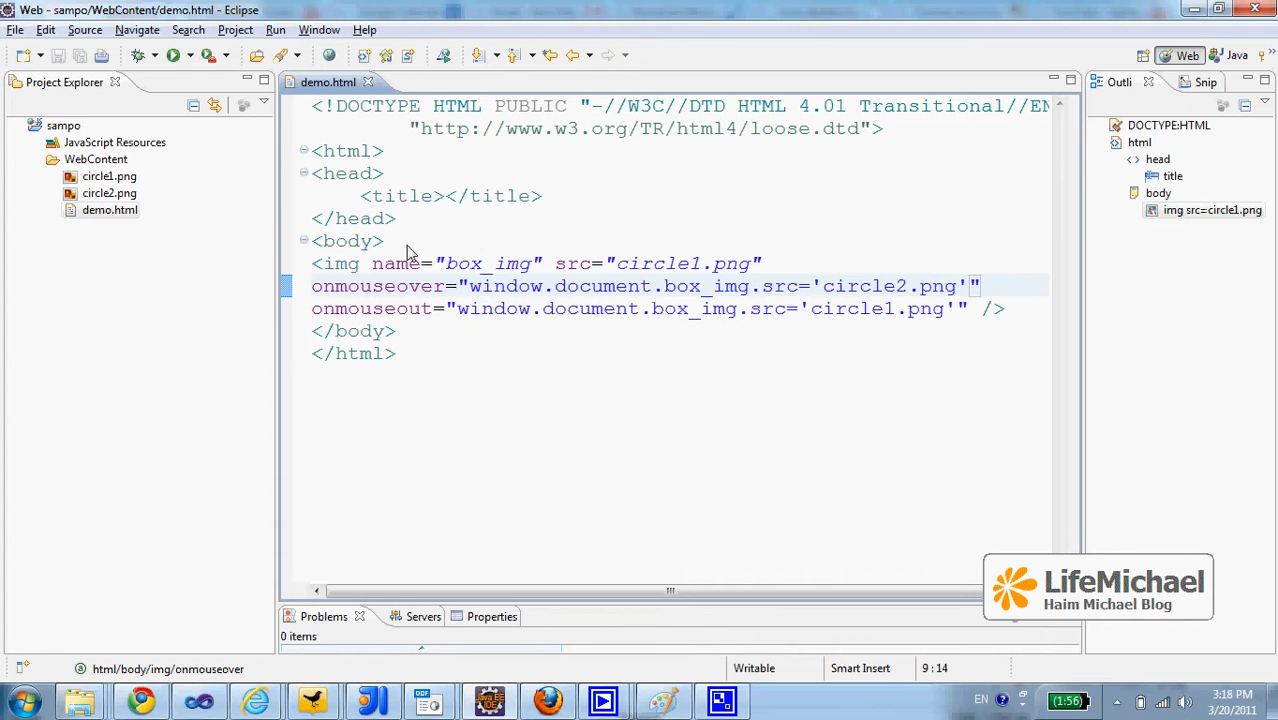 Web - sampo/WebContent/demo.html - Eclipse
File Edit Source Navigate Search Project Run Window Help
Web Java
Project Explorer
demo.html
Outli Snip
sampo
JavaScript Resources
WebContent
circle1.png
circle2.png
demo.html
<!DOCTYPE HTML PUBLIC "-//W3C//DTD HTML 4.01 Transitional//EN
"http://www.w3.org/TR/html4/loose.dtd">
<html>
<head>
<title></title>
</head>
<body>
<img name="box_img" src="circle1.png"
onmouseover="window.document.box_img.src='circle2.png'"
onmouseout="window.document.box_img.src='circle1.png'" />
</body>
</html>
DOCTYPE:HTML
html
head
title
body
img src=circle1.png
LifeMichael
Haim Michael Blog
Problems Servers Properties
0 items
html/body/img/onmouseover Writable Smart Insert 9 : 14
EN (1:56) 3:18 PM
3/20/2011